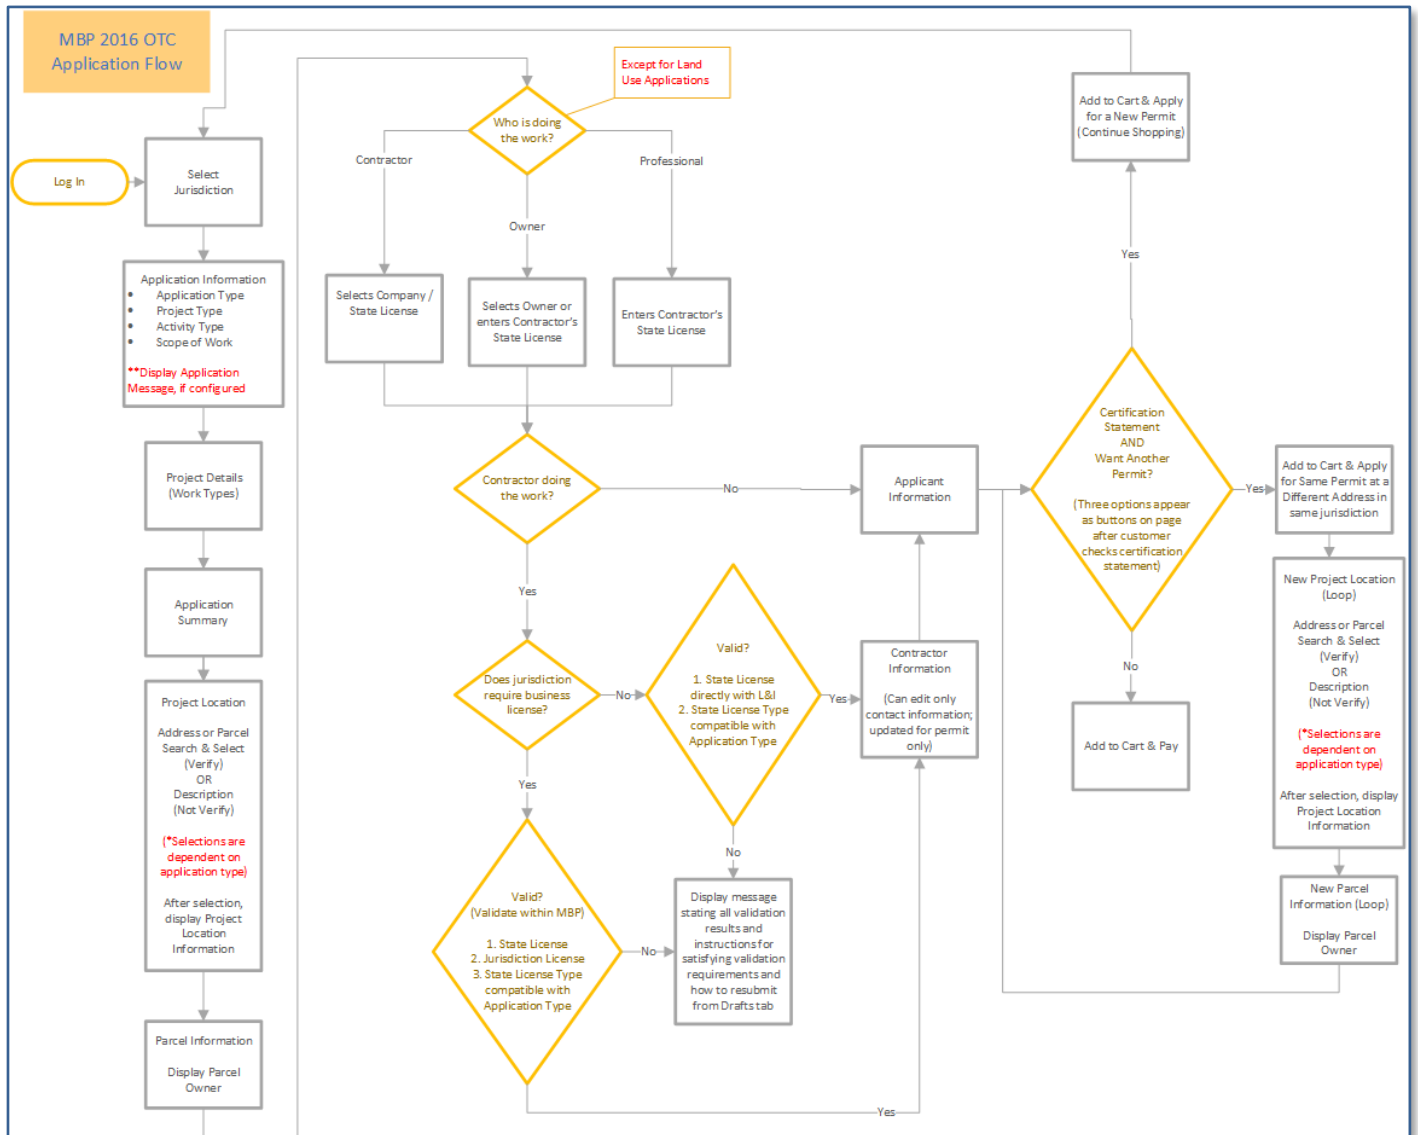 MBP 2016 OTC
Application Flow
Log In
Select
Jurisdiction
Application Information
• Application Type
• Project Type
• Activity Type
• Scope of Work
**Display Application
Message, if configured
Project Details
(Work Types)
Application
Summary
Project Location
Address or Parcel
Search & Select
(Verify)
OR
Description
(Not Verify)
(*Selections are
dependent on
application type)
After selection,
display Project
Location
Information
Parcel Information
Display Parcel
Owner
Except for Land
Use Applications
Who is doing
the work?
Contractor
Owner
Professional
Selects Company /
State License
Selects Owner or
enters Contractor's
State License
Enters Contractor's
State License
Contractor doing
the work?
No
Yes
Does jurisdiction
require business
license?
No
Yes
Valid?
1. State License
directly with L&I
2. State License Type
compatible with
Application Type
Yes
No
Valid?
(Validate within MBP)
1. State License
2. Jurisdiction License
3. State License Type
compatible with
Application Type
No
Yes
Display message
stating all validation
results and
instructions for
satisfying validation
requirements and
how to resubmit
from Drafts tab
Applicant
Information
Contractor
Information
(Can edit only
contact information;
updated for permit
only)
Add to Cart & Apply
for a New Permit
(Continue Shopping)
Yes
Certification
Statement
AND
Want Another
Permit?
(Three options appear
as buttons on page
after customer
checks certification
statement)
Yes
No
Add to Cart & Pay
Add to Cart & Apply
for Same Permit at a
Different Address in
same jurisdiction
New Project Location
(Loop)
Address or Parcel
Search & Select
(Verify)
OR
Description
(Not Verify)
(*Selections are
dependent on
application type)
After selection, display
Project Location
Information
New Parcel
Information (Loop)
Display Parcel
Owner